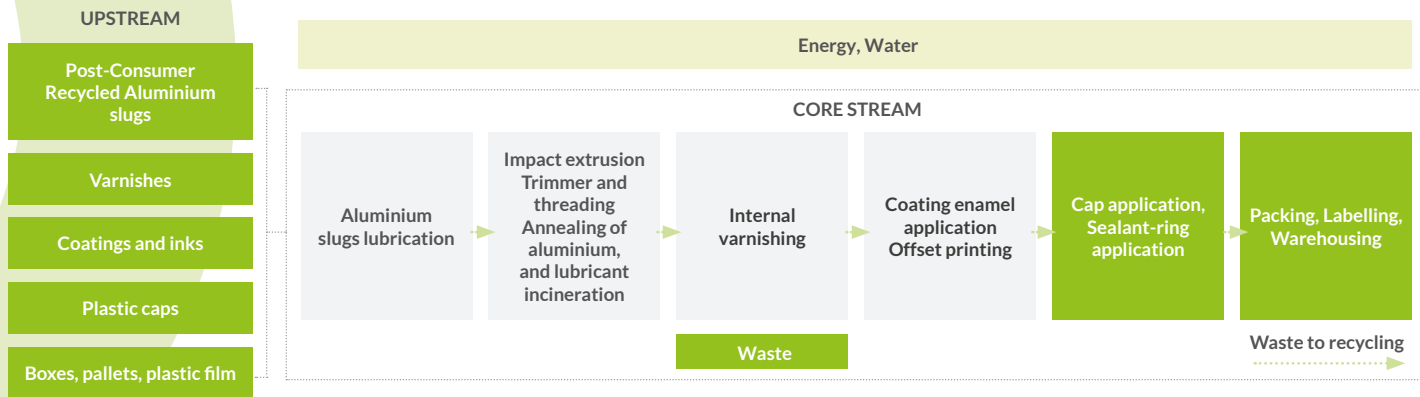 UPSTREAM
Post-Consumer
Recycled Aluminium
slugs
Varnishes
Coatings and inks
Plastic caps
Boxes, pallets, plastic film
Energy, Water
CORE STREAM
Aluminium
slugs lubrication
Impact extrusion
Trimmer and
threading
Annealing of
aluminium,
and lubricant
incineration
Internal
varnishing
Coating enamel
application
Offset printing
Cap application,
Sealant-ring
application
Packing, Labelling,
Warehousing
Waste
Waste to recycling